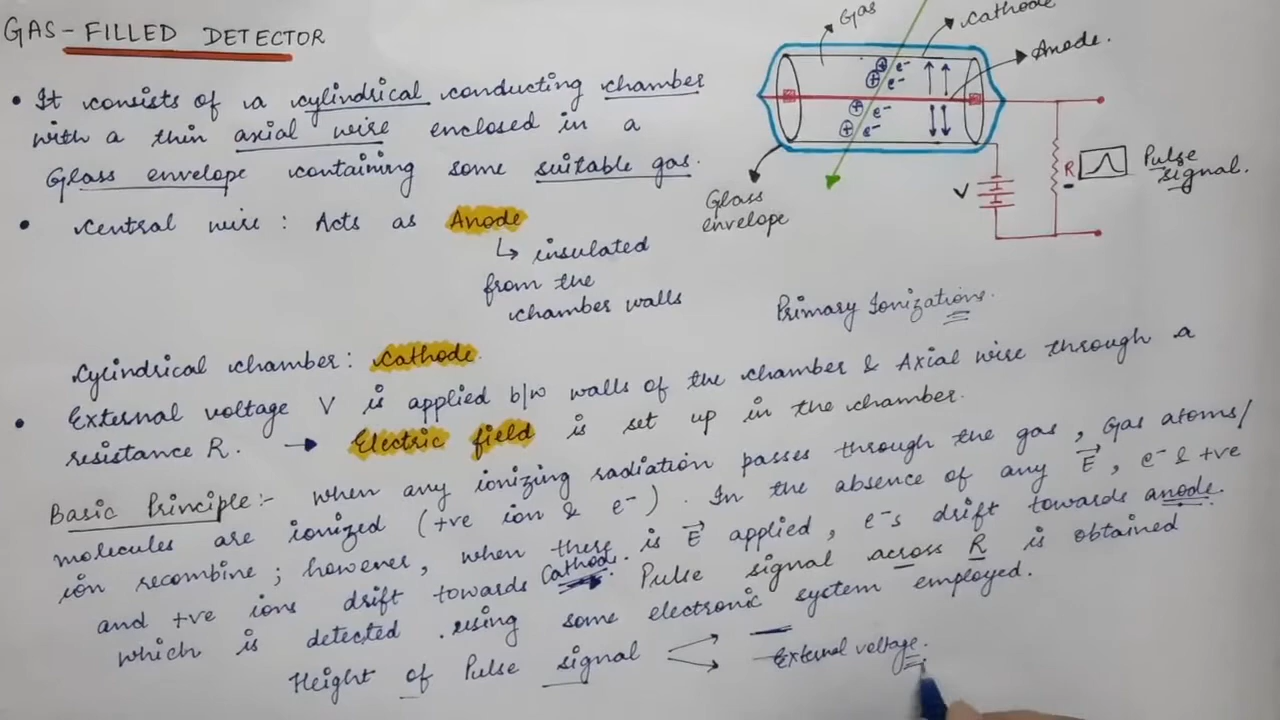 GAS-FILLED DETECTOR
• It consists of a cylindrical conducting chamber
with a thin axial wire enclosed in a
Glass envelope containing some suitable gas.
• Central wire: Acts as Anode
↳ insulated
from the
chamber walls
Cylindrical chamber: Cathode.
• External voltage V is applied b/w walls of the chamber & Axial wire through a
resistance R. → Electric field is set up in the chamber.
Basic Principle:- when any ionizing radiation passes through the gas, Gas atoms/
molecules are ionized (+ve ion & e-). In the absence of any E, e- & +ve
ion recombine; however, when there is E applied, e-s drift towards anode.
and +ve ions drift towards Cathode. Pulse signal across R is obtained
which is detected using some electronic system employed.
Height of Pulse signal
External voltage.
Gas
Cathode
Anode.
+ e-
+ e-
+ e-
+ e-
Glass
envelope
V
R
Pulse
signal.
Primary Ionizations.